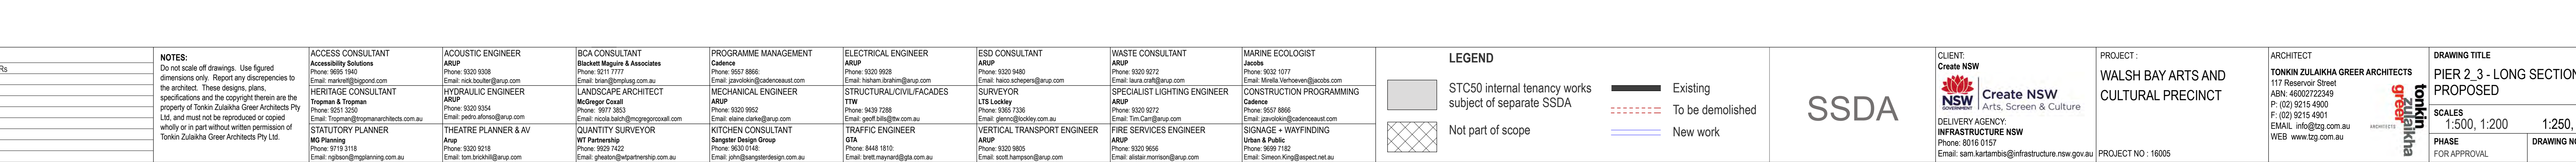 Rs
NOTES:
Do not scale off drawings. Use figured
dimensions only. Report any discrepencies to
the architect. These designs, plans,
specifications and the copyright therein are the
property of Tonkin Zulaikha Greer Architects Pty
Ltd, and must not be reproduced or copied
wholly or in part without written permission of
Tonkin Zulaikha Greer Architects Pty Ltd.
ACCESS CONSULTANT
Accessibility Solutions
Phone: 9695 1940
Email: markrelf@bigpond.com
HERITAGE CONSULTANT
Tropman & Tropman
Phone: 9251 3250
Email: Tropman@tropmanarchitects.com.au
STATUTORY PLANNER
MG Planning
Phone: 9719 3118
Email: ngibson@mgplanning.com.au
ACOUSTIC ENGINEER
ARUP
Phone: 9320 9308
Email: nick.boulter@arup.com
HYDRAULIC ENGINEER
ARUP
Phone: 9320 9354
Email: pedro.afonso@arup.com
THEATRE PLANNER & AV
Arup
Phone: 9320 9218
Email: tom.brickhill@arup.com
BCA CONSULTANT
Blackett Maguire & Associates
Phone: 9211 7777
Email: brian@bmplusg.com.au
LANDSCAPE ARCHITECT
McGregor Coxall
Phone: 9977 3853
Email: nicola.balch@mcgregorcoxall.com
QUANTITY SURVEYOR
WT Partnership
Phone: 9929 7422
Email: gheaton@wtpartnership.com.au
PROGRAMME MANAGEMENT
Cadence
Phone: 9557 8866:
Email: jzavolokin@cadenceaust.com
MECHANICAL ENGINEER
ARUP
Phone: 9320 9952
Email: elaine.clarke@arup.com
KITCHEN CONSULTANT
Sangster Design Group
Phone: 9630 0148:
Email: john@sangsterdesign.com.au
ELECTRICAL ENGINEER
ARUP
Phone: 9320 9928
Email: hisham.ibrahim@arup.com
STRUCTURAL/CIVIL/FACADES
TTW
Phone: 9439 7288
Email: geoff.bills@ttw.com.au
TRAFFIC ENGINEER
GTA
Phone: 8448 1810:
Email: brett.maynard@gta.com.au
ESD CONSULTANT
ARUP
Phone: 9320 9480
Email: haico.schepers@arup.com
SURVEYOR
LTS Lockley
Phone: 9365 7336
Email: glennc@lockley.com.au
VERTICAL TRANSPORT ENGINEER
ARUP
Phone: 9320 9805
Email: scott.hampson@arup.com
WASTE CONSULTANT
ARUP
Phone: 9320 9272
Email: laura.craft@arup.com
SPECIALIST LIGHTING ENGINEER
ARUP
Phone: 9320 9272
Email: Tim.Carr@arup.com
FIRE SERVICES ENGINEER
ARUP
Phone: 9320 9656
Email: alistair.morrison@arup.com
MARINE ECOLOGIST
Jacobs
Phone: 9032 1077
Email: Mirella.Verhoeven@jacobs.com
CONSTRUCTION PROGRAMMING
Cadence
Phone: 9557 8866
Email: jzavolokin@cadenceaust.com
SIGNAGE + WAYFINDING
Urban & Public
Phone: 9699 7182
Email: Simeon.King@aspect.net.au
LEGEND
STC50 internal tenancy works
subject of separate SSDA
Not part of scope
Existing
To be demolished
New work
SSDA
CLIENT:
Create NSW
NSW
GOVERNMENT
Create NSW
Arts, Screen & Culture
DELIVERY AGENCY:
INFRASTRUCTURE NSW
Phone: 8016 0157
Email: sam.kartambis@infrastructure.nsw.gov.au
PROJECT :
WALSH BAY ARTS AND
CULTURAL PRECINCT
PROJECT NO : 16005
ARCHITECT
TONKIN ZULAIKHA GREER ARCHITECTS
117 Reservoir Street
ABN: 46002722349
P: (02) 9215 4900
F: (02) 9215 4901
EMAIL info@tzg.com.au
WEB www.tzg.com.au
ARCHITECTS
tonkin
zulaikha
greer
DRAWING TITLE
PIER 2_3 - LONG SECTION
PROPOSED
SCALES
1:500, 1:200
1:250,
PHASE
FOR APPROVAL
DRAWING N